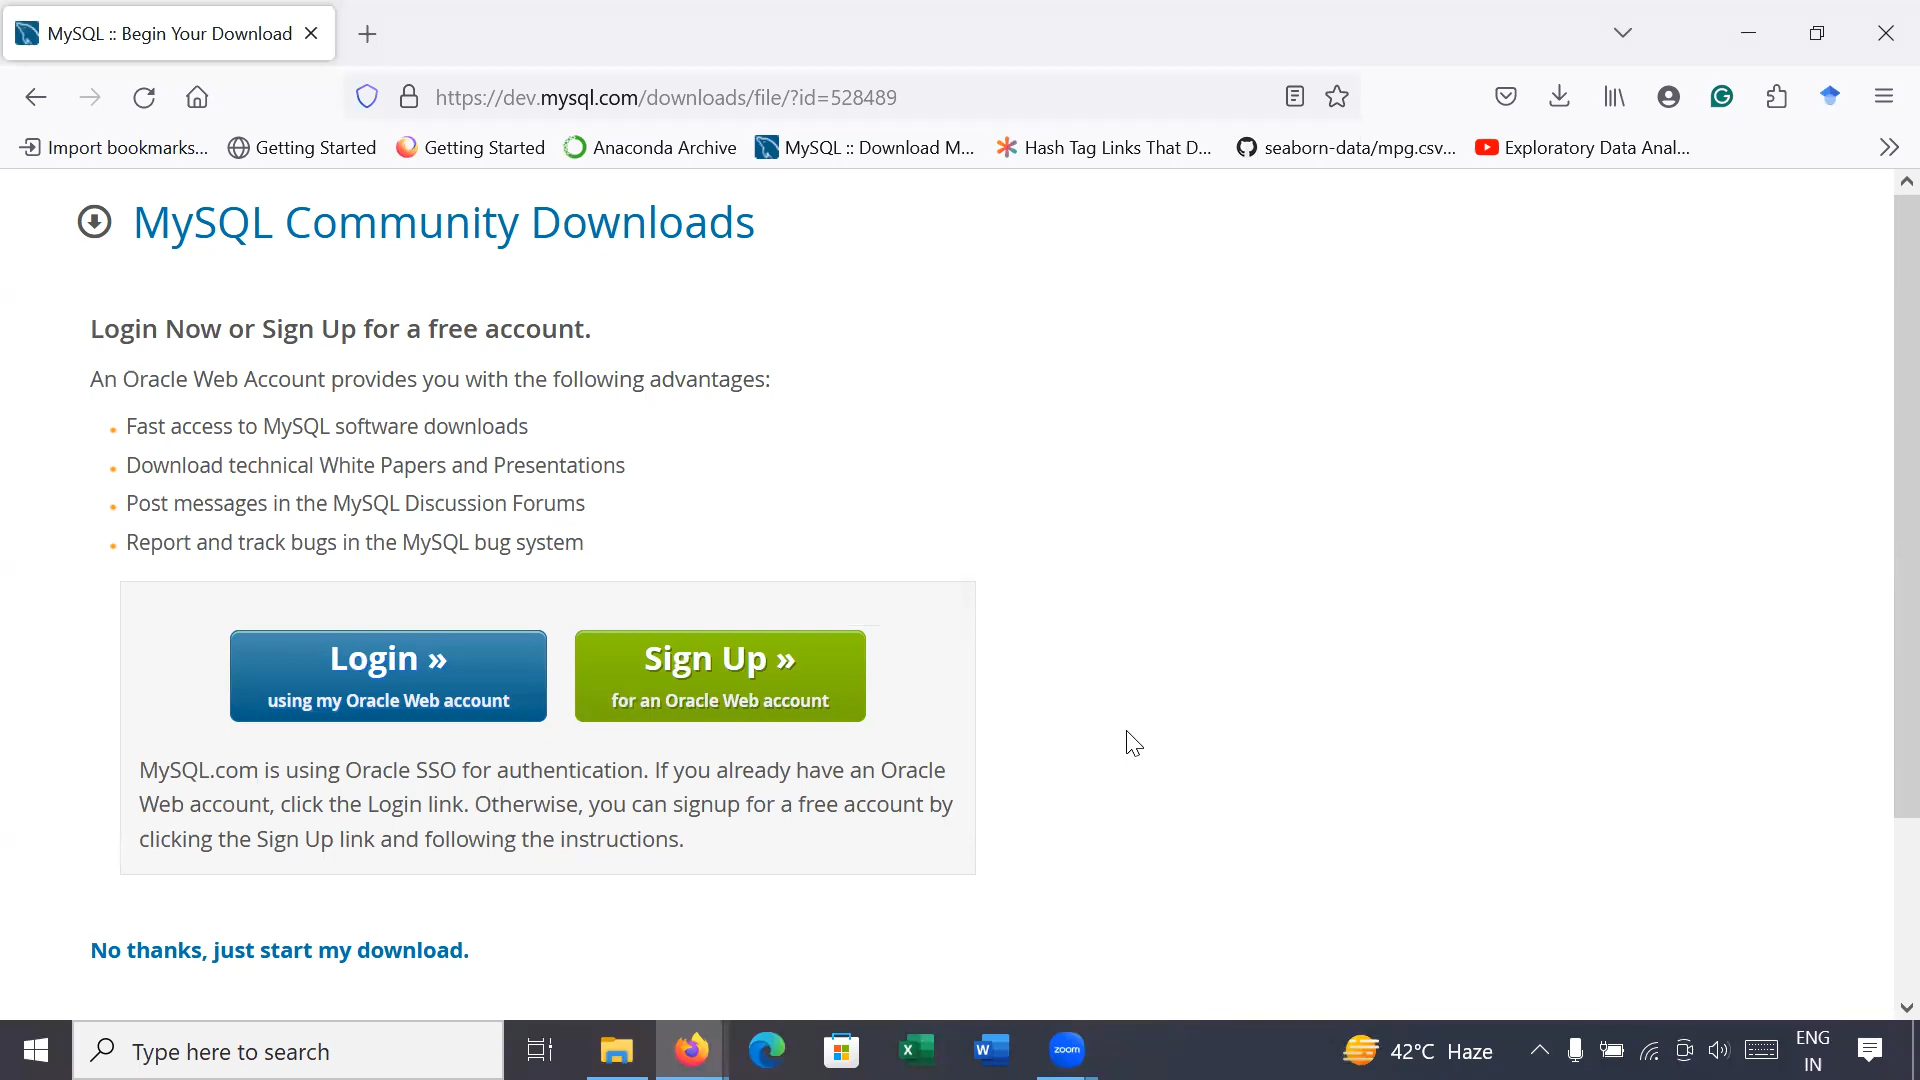 MySQL :: Begin Your Download
https://dev.mysql.com/downloads/file/?id=528489
Import bookmarks...
Getting Started
Getting Started
Anaconda Archive
MySQL :: Download M...
Hash Tag Links That D...
seaborn-data/mpg.csv...
Exploratory Data Anal...
MySQL Community Downloads
Login Now or Sign Up for a free account.
An Oracle Web Account provides you with the following advantages:
Fast access to MySQL software downloads
Download technical White Papers and Presentations
Post messages in the MySQL Discussion Forums
Report and track bugs in the MySQL bug system
Login »
using my Oracle Web account
Sign Up »
for an Oracle Web account
MySQL.com is using Oracle SSO for authentication. If you already have an Oracle
Web account, click the Login link. Otherwise, you can signup for a free account by
clicking the Sign Up link and following the instructions.
No thanks, just start my download.
Type here to search
zoom
42°C Haze
ENG
IN